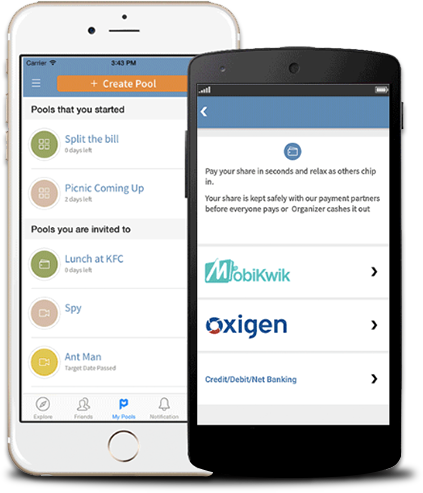 Carrier 3:43 PM
+ Create Pool
Pools that you started
Split the bill
0 days left
Picnic Coming Up
2 days left
Pools you are invited to
Lunch at KFC
0 days left
Spy
Ant Man
Target Date Passed
Explore Friends My Pools Notification
Pay your share in seconds and relax as others chip
in.
Your share is kept safely with our payment partners
before everyone pays or Organizer cashes it out
MobiKwik
oxigen
Credit/Debit/Net Banking